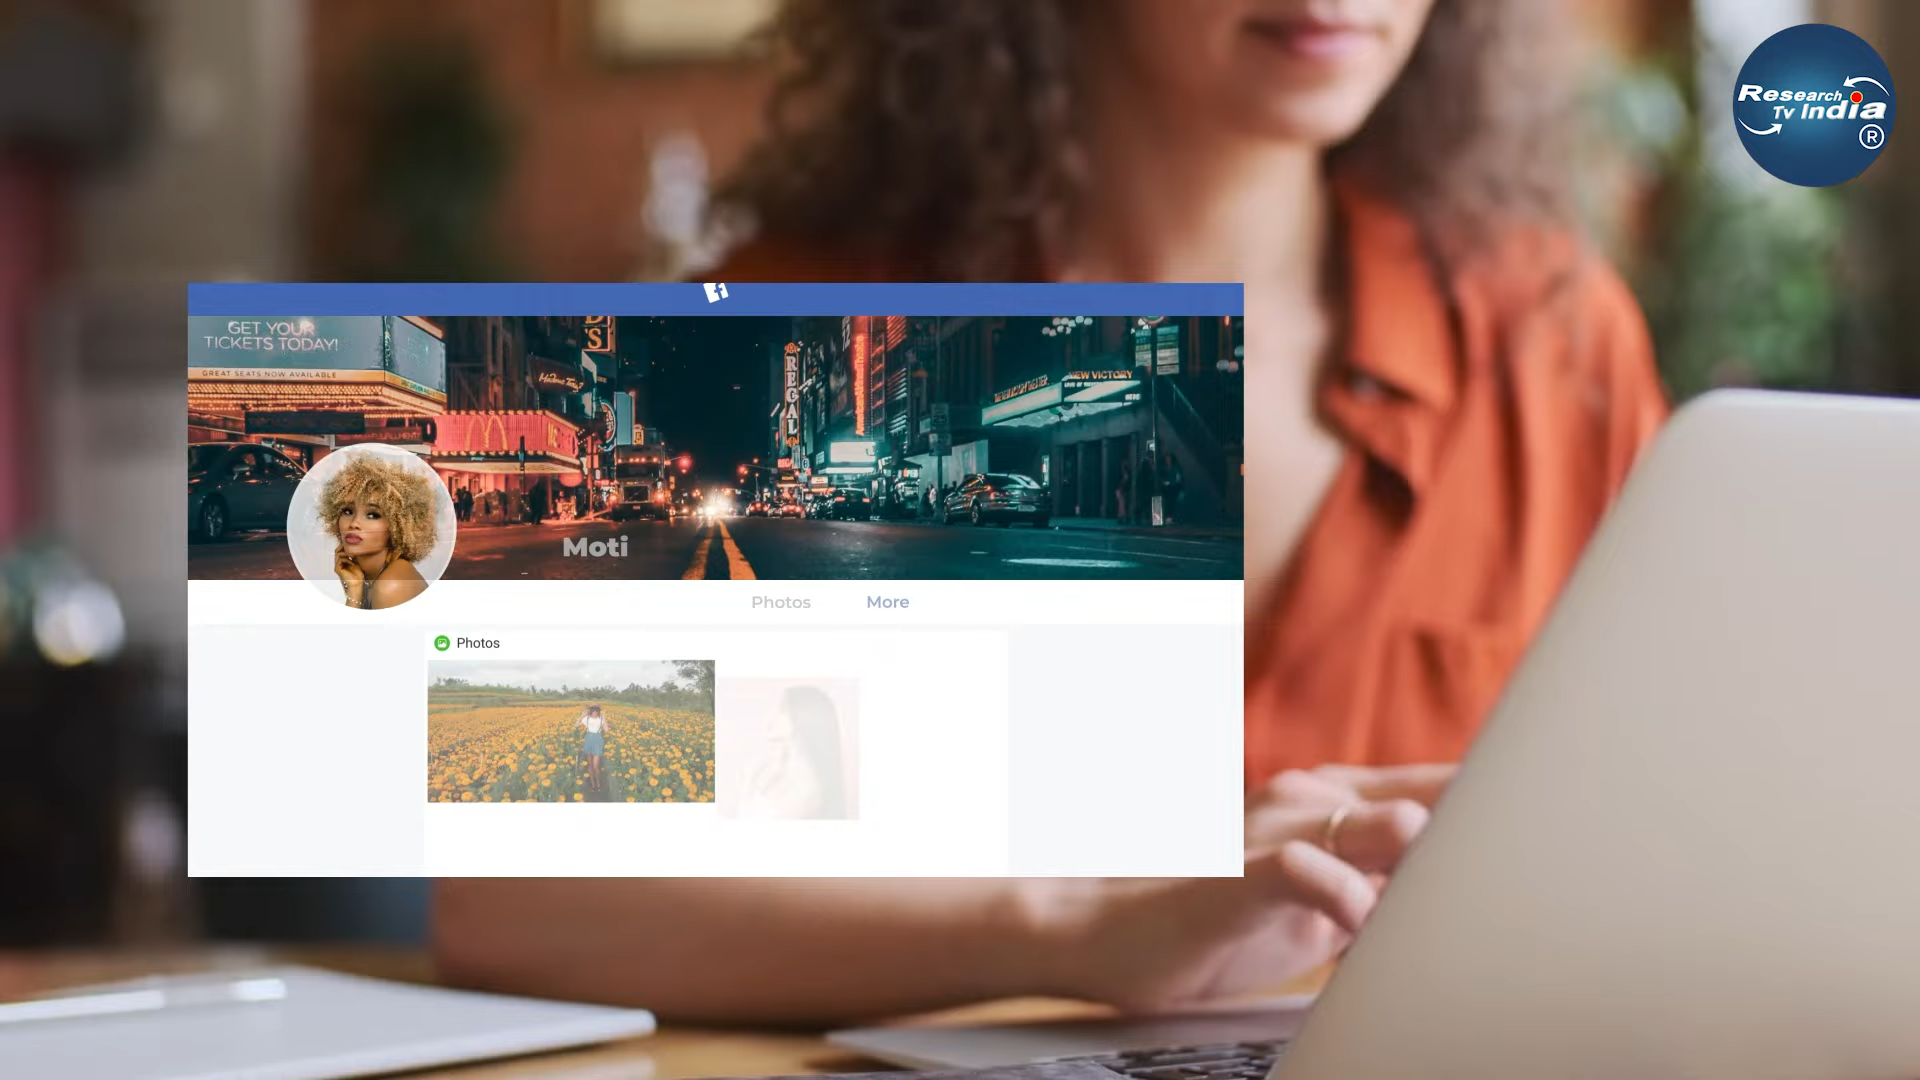 Research
Tv India
®
GET YOUR
TICKETS TODAY!
GREAT SEATS NOW AVAILABLE
REGAL
NEW VICTORY
Moti
Photos
More
Photos